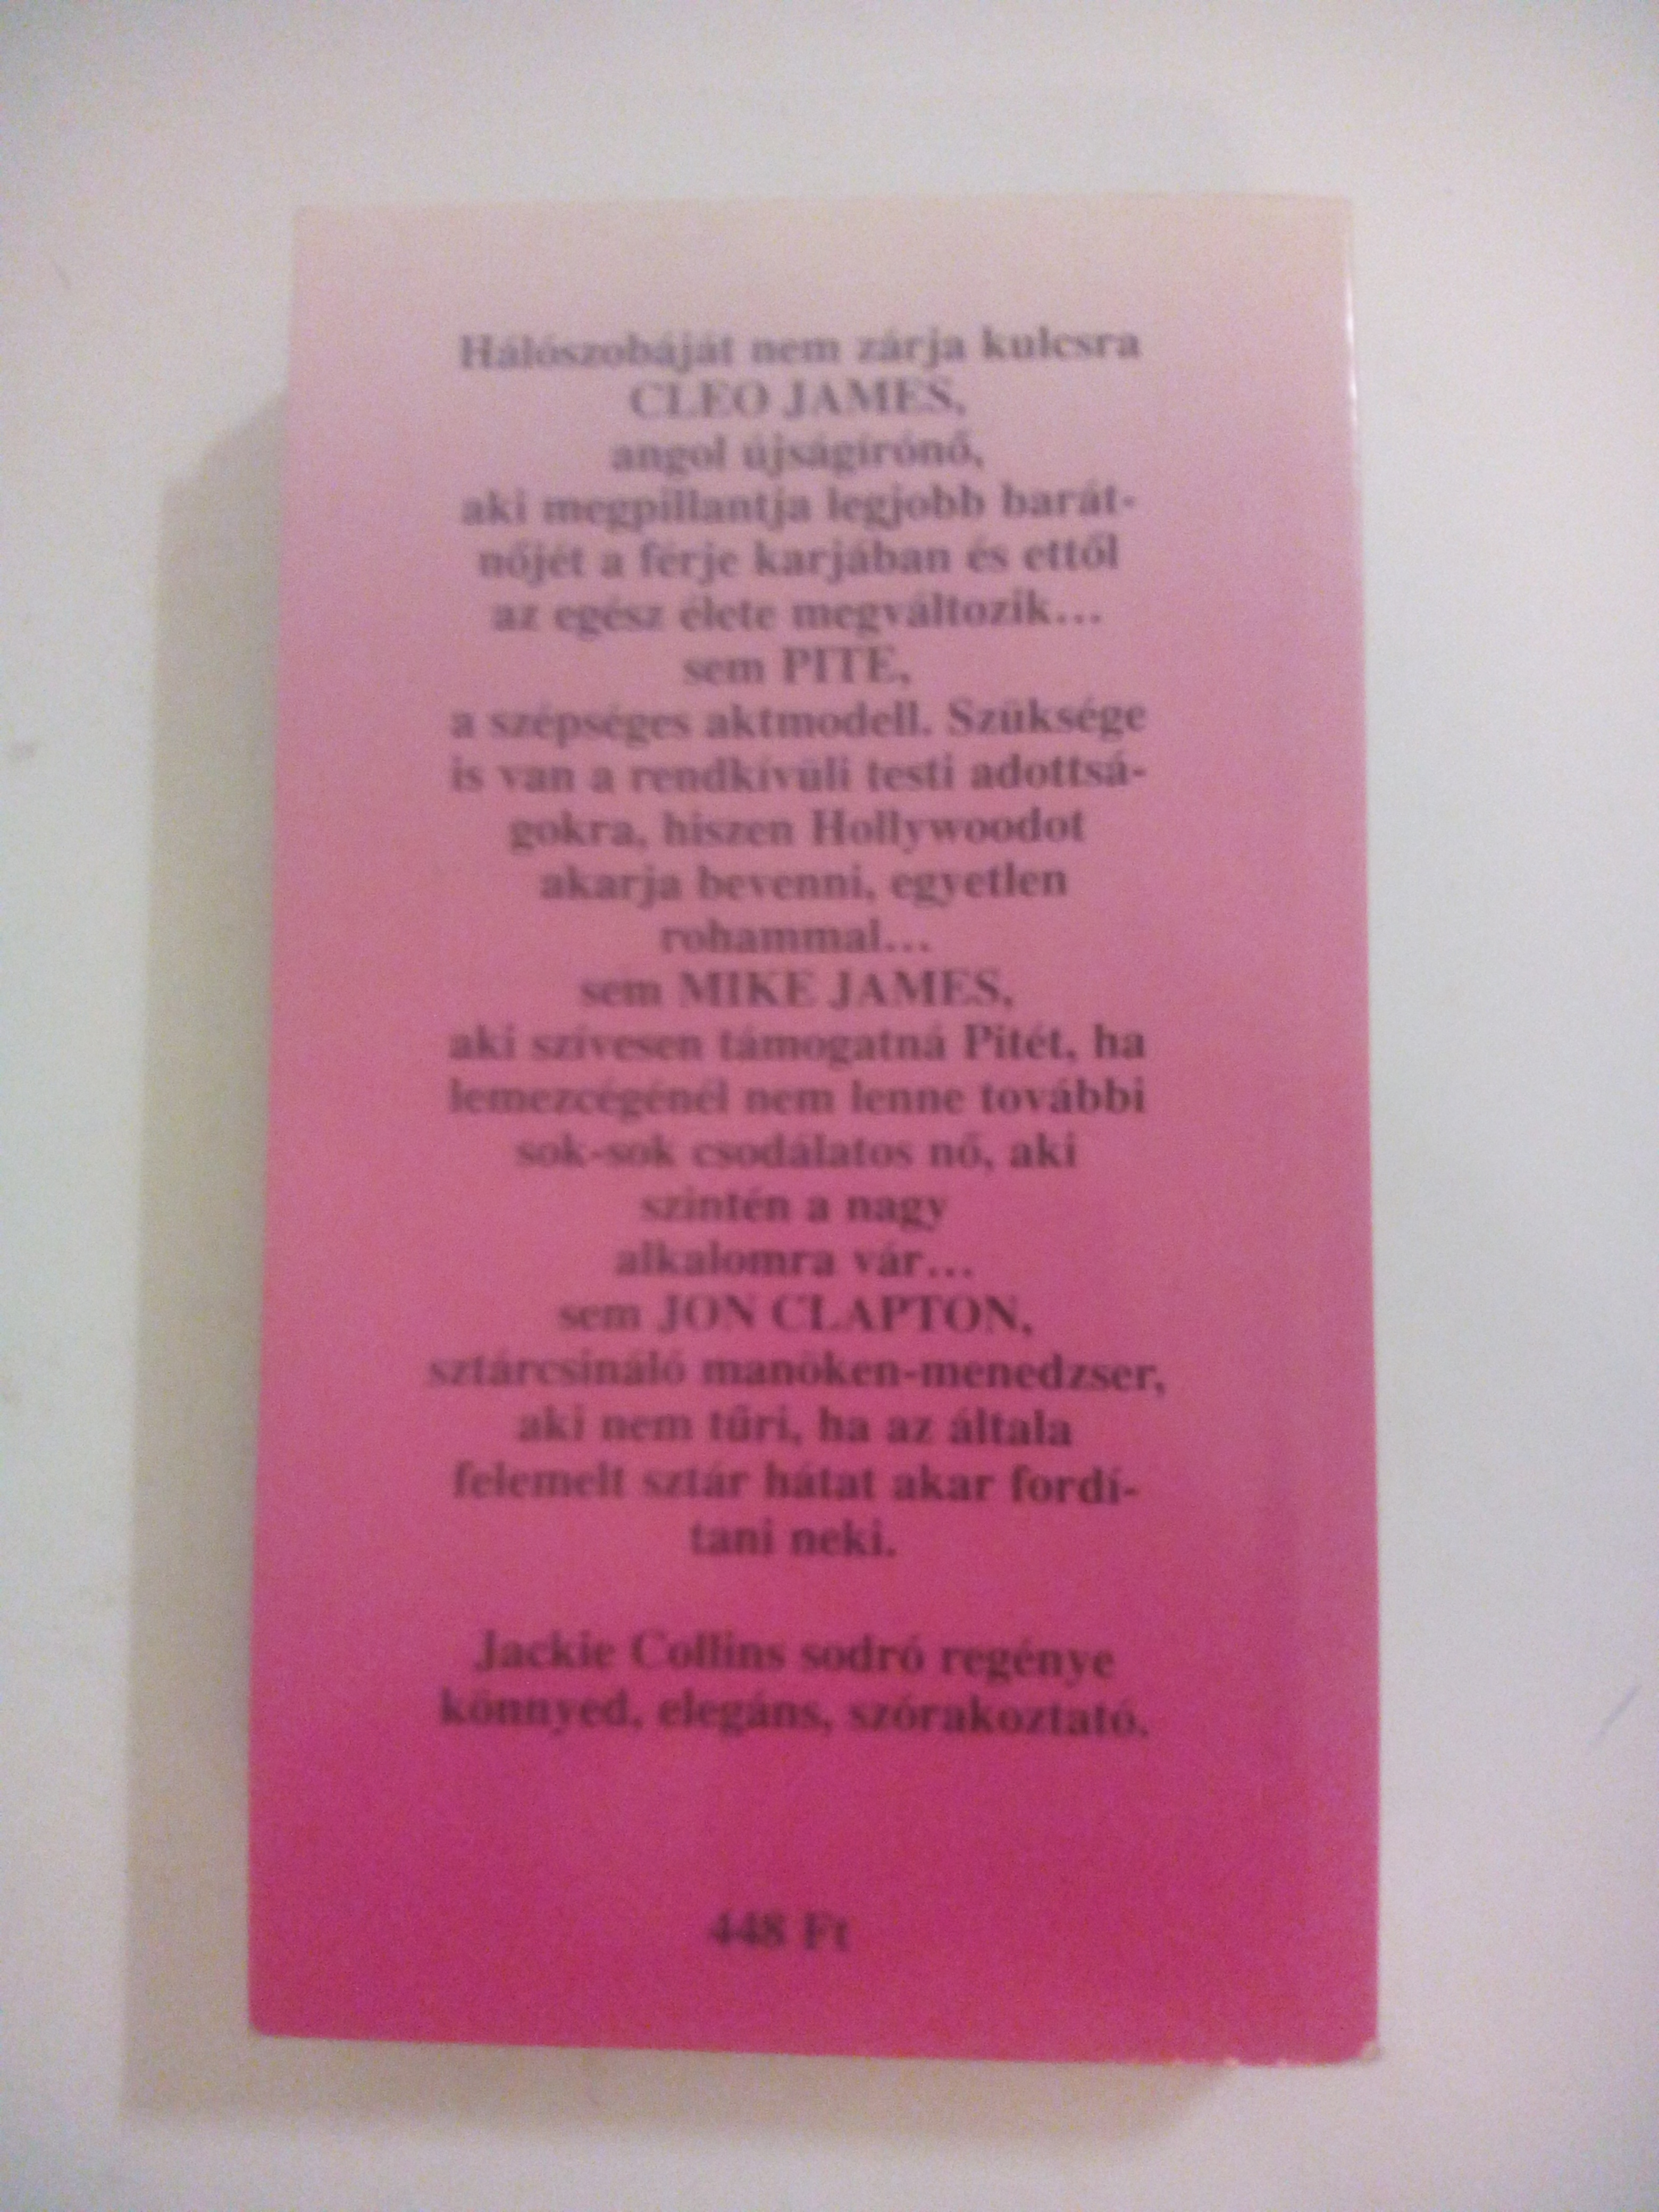 Hálószobáját nem zárja kulcsra
CLEO JAMES,
angol újságírónő,
aki megpillantja legjobb barát-
nőjét a férje karjában és ettől
az egész élete megváltozik...
sem PITE,
a szépséges aktmodell. Szüksége
is van a rendkívüli testi adottsá-
gokra, hiszen Hollywoodot
akarja bevenni, egyetlen
rohammal...
sem MIKE JAMES,
aki szívesen támogatná Pitét, ha
lemezcégénél nem lenne további
sok-sok csodálatos nő, aki
szintén a nagy
alkalomra vár...
sem JON CLAPTON,
sztárcsináló manöken-menedzser,
aki nem tűri, ha az általa
felemelt sztár hátat akar fordí-
tani neki.
Jackie Collins sodró regénye
könnyed, elegáns, szórakoztató.
448 Ft